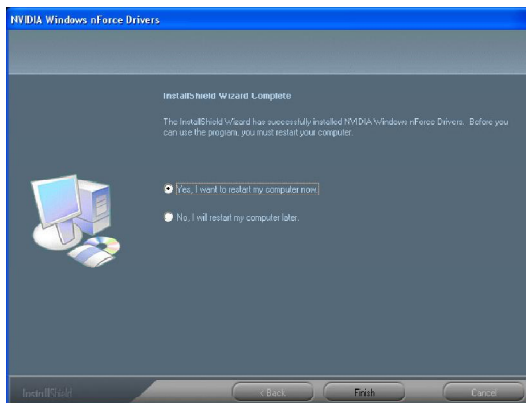 NVIDIA Windows nForce Drivers
InstallShield Wizard Complete
The InstallShield Wizard has successfully installed NVIDIA Windows nForce Drivers. Before you
can use the program, you must restart your computer.
Yes, I want to restart my computer now.
No, I will restart my computer later.
InstallShield
< Back
Finish
Cancel